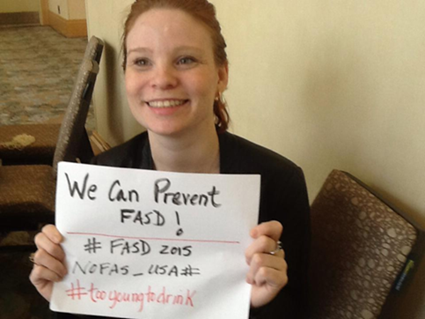 We Can Prevent
FASD!
# FASD 2015
NOFAS_USA#
#tooyoungtodrink